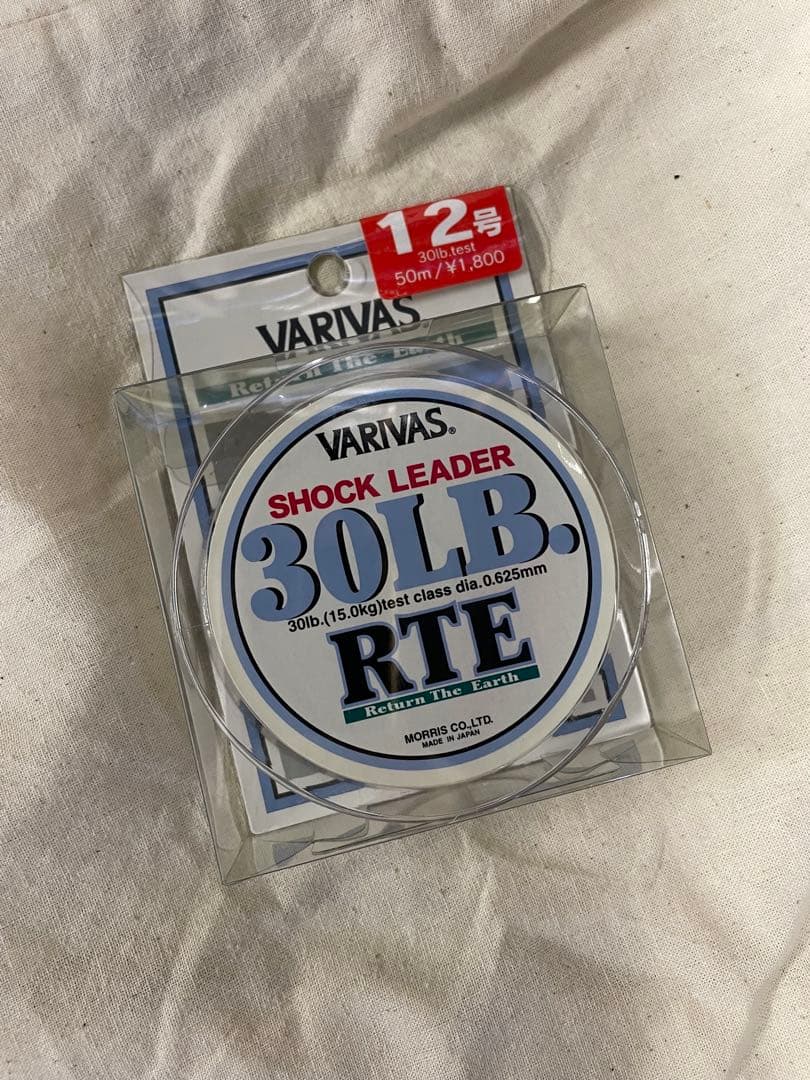 12号
30lb.test
50m/¥1,800
VARIVAS
Return The Earth
VARIVAS®
SHOCK LEADER
30LB.
30lb.(15.0kg)test class dia.0.625mm
RTE
Return The Earth
MORRIS CO.,LTD.
MADE IN JAPAN